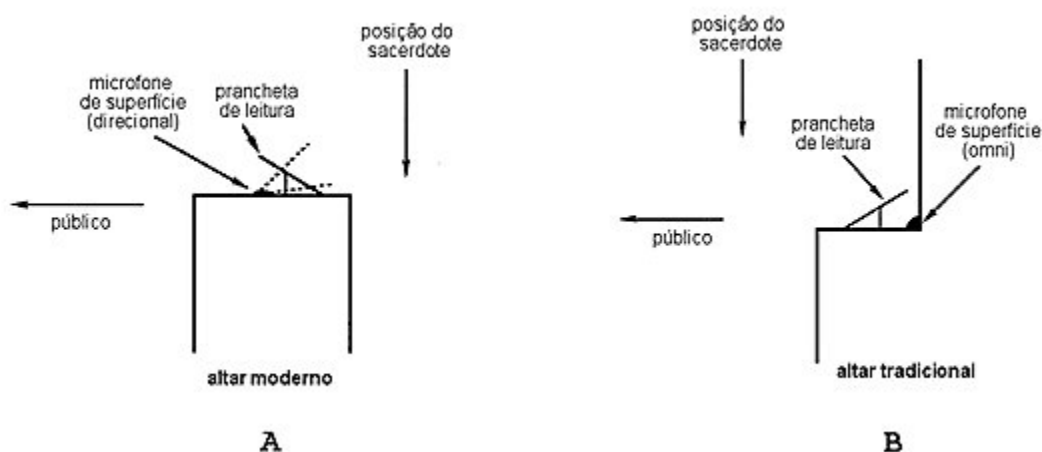 posição do
sacerdote
microfone
de superfície
(direcional)
prancheta
de leitura
público
altar moderno
A
posição do
sacerdote
prancheta
de leitura
microfone
de superfície
(omni)
público
altar tradicional
B